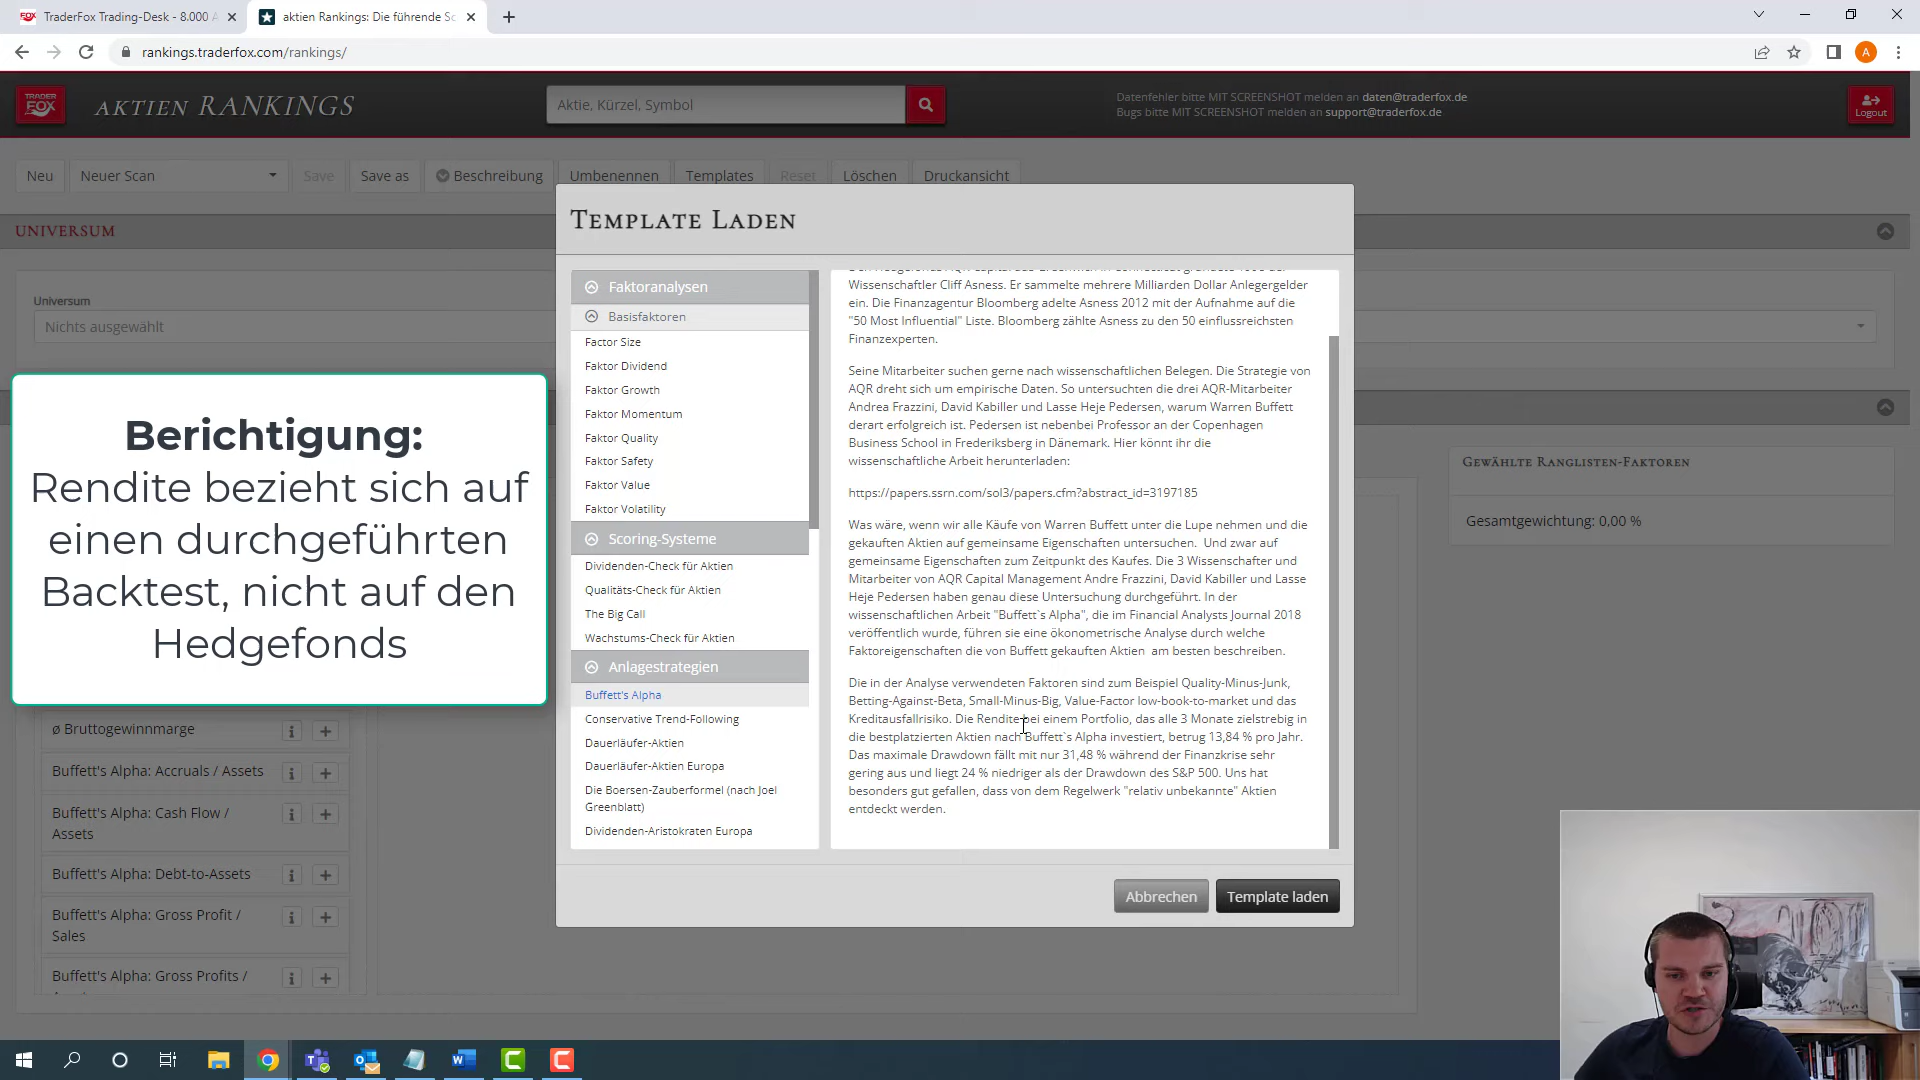 TraderFox Trading-Desk - 8.000 A
aktien Rankings: Die führende Sc
rankings.traderfox.com/rankings/
A
TRADER
FOX
AKTIEN RANKINGS
Aktie, Kürzel, Symbol
Datenfehler bitte MIT SCREENSHOT melden an daten@traderfox.de
Bugs bitte MIT SCREENSHOT melden an support@traderfox.de
Logout
Neu
Neuer Scan
Save
Save as
Beschreibung
Umbenennen
Templates
Reset
Löschen
Druckansicht
UNIVERSUM
Universum
Nichts ausgewählt
TEMPLATE LADEN
Faktoranalysen
Basisfaktoren
Factor Size
Faktor Dividend
Faktor Growth
Faktor Momentum
Faktor Quality
Faktor Safety
Faktor Value
Faktor Volatility
Scoring-Systeme
Dividenden-Check für Aktien
Qualitäts-Check für Aktien
The Big Call
Wachstums-Check für Aktien
Anlagestrategien
Buffett's Alpha
Conservative Trend-Following
Dauerläufer-Aktien
Dauerläufer-Aktien Europa
Die Boersen-Zauberformel (nach Joel
Greenblatt)
Dividenden-Aristokraten Europa
Wissenschaftler Cliff Asness. Er sammelte mehrere Milliarden Dollar Anlegergelder
ein. Die Finanzagentur Bloomberg adelte Asness 2012 mit der Aufnahme auf die
"50 Most Influential" Liste. Bloomberg zählte Asness zu den 50 einflussreichsten
Finanzexperten.
Seine Mitarbeiter suchen gerne nach wissenschaftlichen Belegen. Die Strategie von
AQR dreht sich um empirische Daten. So untersuchten die drei AQR-Mitarbeiter
Andrea Frazzini, David Kabiller und Lasse Heje Pedersen, warum Warren Buffett
derart erfolgreich ist. Pedersen ist nebenbei Professor an der Copenhagen
Business School in Frederiksberg in Dänemark. Hier könnt ihr die
wissenschaftliche Arbeit herunterladen:
https://papers.ssrn.com/sol3/papers.cfm?abstract_id=3197185
Was wäre, wenn wir alle Käufe von Warren Buffett unter die Lupe nehmen und die
gekauften Aktien auf gemeinsame Eigenschaften untersuchen. Und zwar auf
gemeinsame Eigenschaften zum Zeitpunkt des Kaufes. Die 3 Wissenschafter und
Mitarbeiter von AQR Capital Management Andre Frazzini, David Kabiller und Lasse
Heje Pedersen haben genau diese Untersuchung durchgeführt. In der
wissenschaftlichen Arbeit "Buffett`s Alpha", die im Financial Analysts Journal 2018
veröffentlich wurde, führen sie eine ökonometrische Analyse durch welche
Faktoreigenschaften die von Buffett gekauften Aktien am besten beschreiben.
Die in der Analyse verwendeten Faktoren sind zum Beispiel Quality-Minus-Junk,
Betting-Against-Beta, Small-Minus-Big, Value-Factor low-book-to-market und das
Kreditausfallrisiko. Die Rendite bei einem Portfolio, das alle 3 Monate zielstrebig in
die bestplatzierten Aktien nach Buffett`s Alpha investiert, betrug 13,84 % pro Jahr.
Das maximale Drawdown fällt mit nur 31,48 % während der Finanzkrise sehr
gering aus und liegt 24 % niedriger als der Drawdown des S&P 500. Uns hat
besonders gut gefallen, dass von dem Regelwerk "relativ unbekannte" Aktien
entdeckt werden.
Abbrechen
Template laden
Berichtigung:
Rendite bezieht sich auf
einen durchgeführten
Backtest, nicht auf den
Hedgefonds
GEWÄHLTE RANGLISTEN-FAKTOREN
Gesamtgewichtung: 0,00 %
ø Bruttogewinnmarge
Buffett's Alpha: Accruals / Assets
Buffett's Alpha: Cash Flow /
Assets
Buffett's Alpha: Debt-to-Assets
Buffett's Alpha: Gross Profit /
Sales
Buffett's Alpha: Gross Profits /